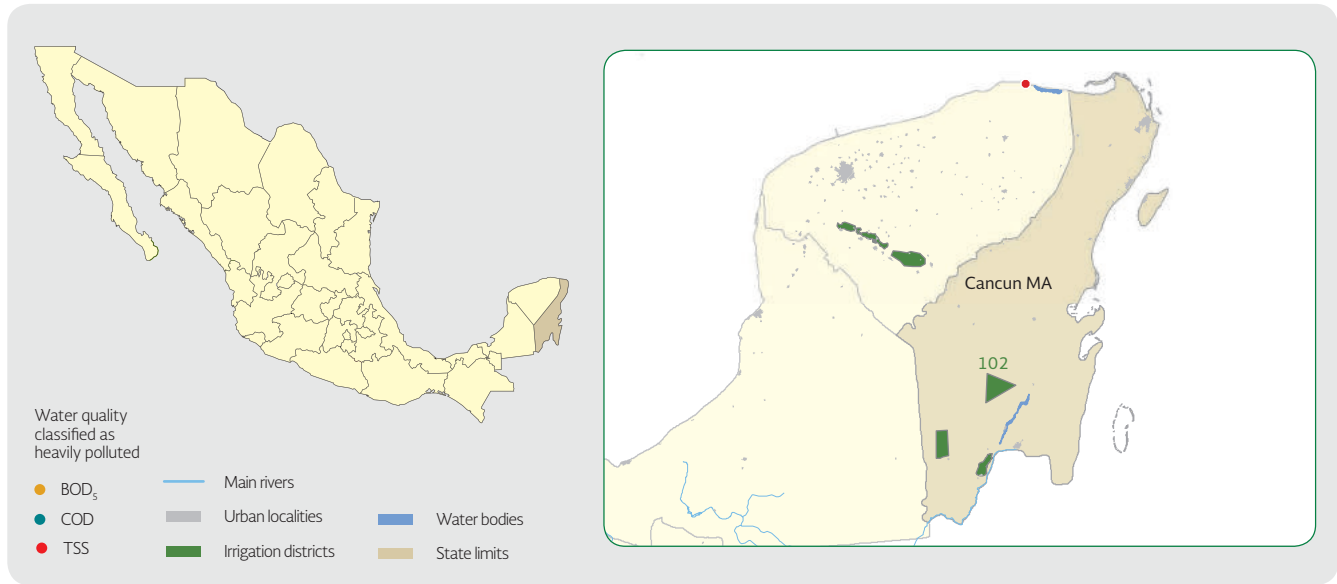 Cancun MA
102
Water quality
classified as
heavily polluted
BOD5
COD
TSS
Main rivers
Urban localities
Irrigation districts
Water bodies
State limits